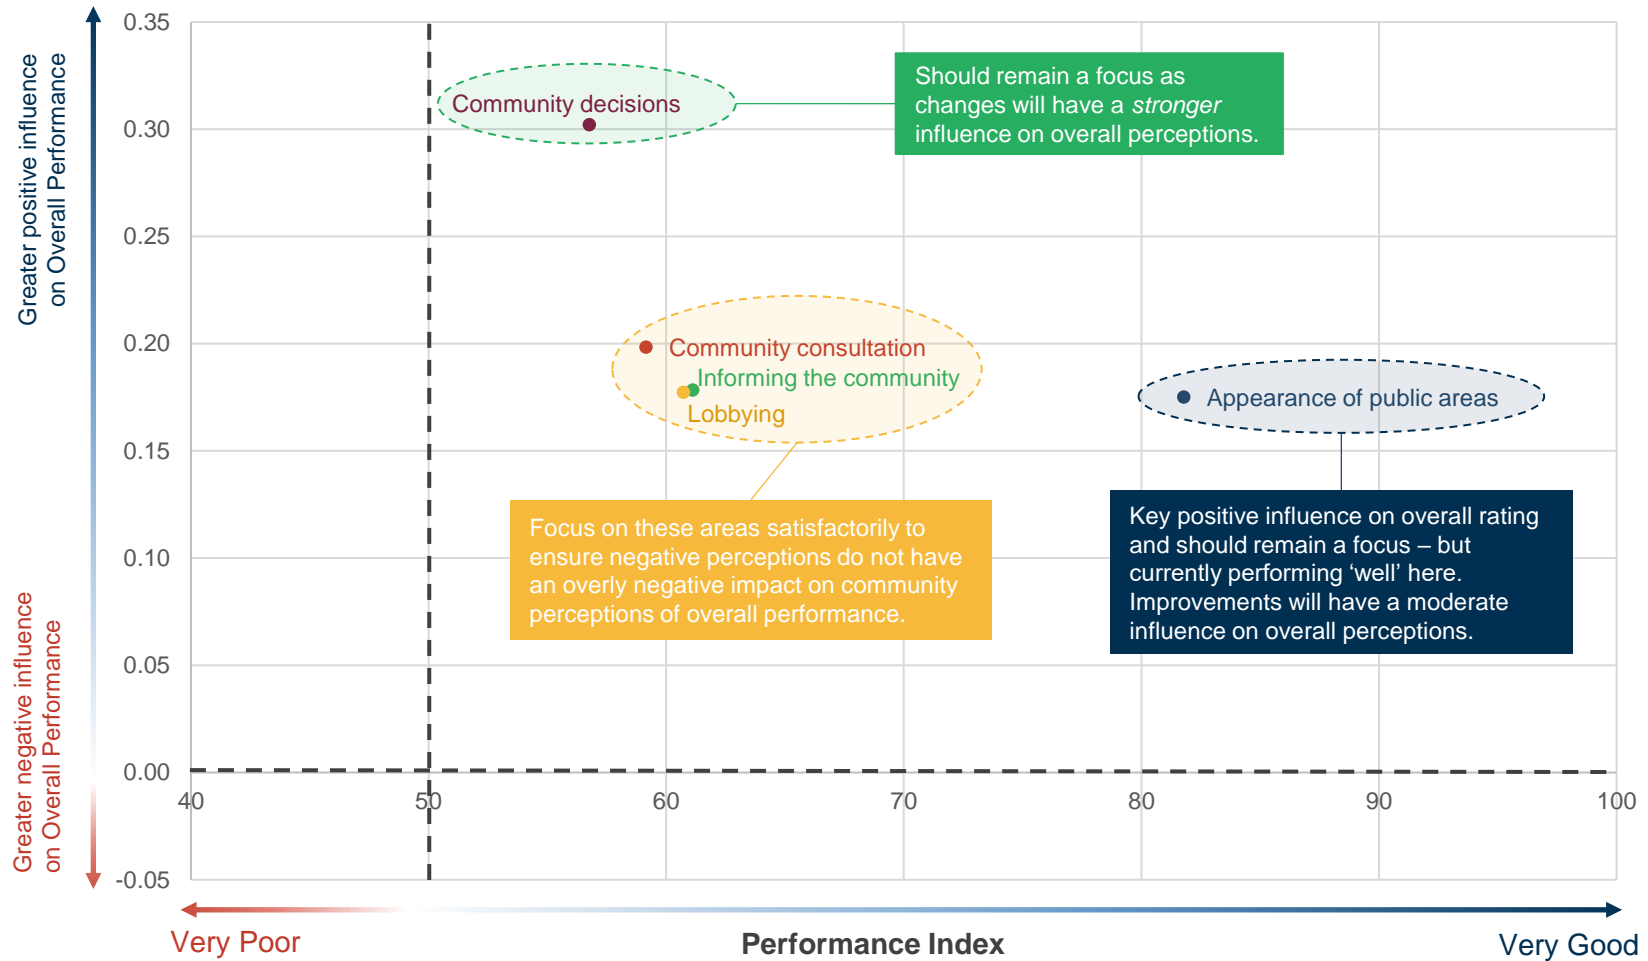 Greater positive influence
on Overall Performance
Greater negative influence
on Overall Performance
0.35
0.30
0.25
0.20
0.15
0.10
0.05
0.00
-0.05
40
50
60
70
80
90
100
Community decisions
Should remain a focus as
changes will have a stronger
influence on overall perceptions.
Community consultation
Informing the community
Lobbying
Appearance of public areas
Focus on these areas satisfactorily to
ensure negative perceptions do not have
an overly negative impact on community
perceptions of overall performance.
Key positive influence on overall rating
and should remain a focus – but
currently performing ‘well’ here.
Improvements will have a moderate
influence on overall perceptions.
Very Poor
Performance Index
Very Good